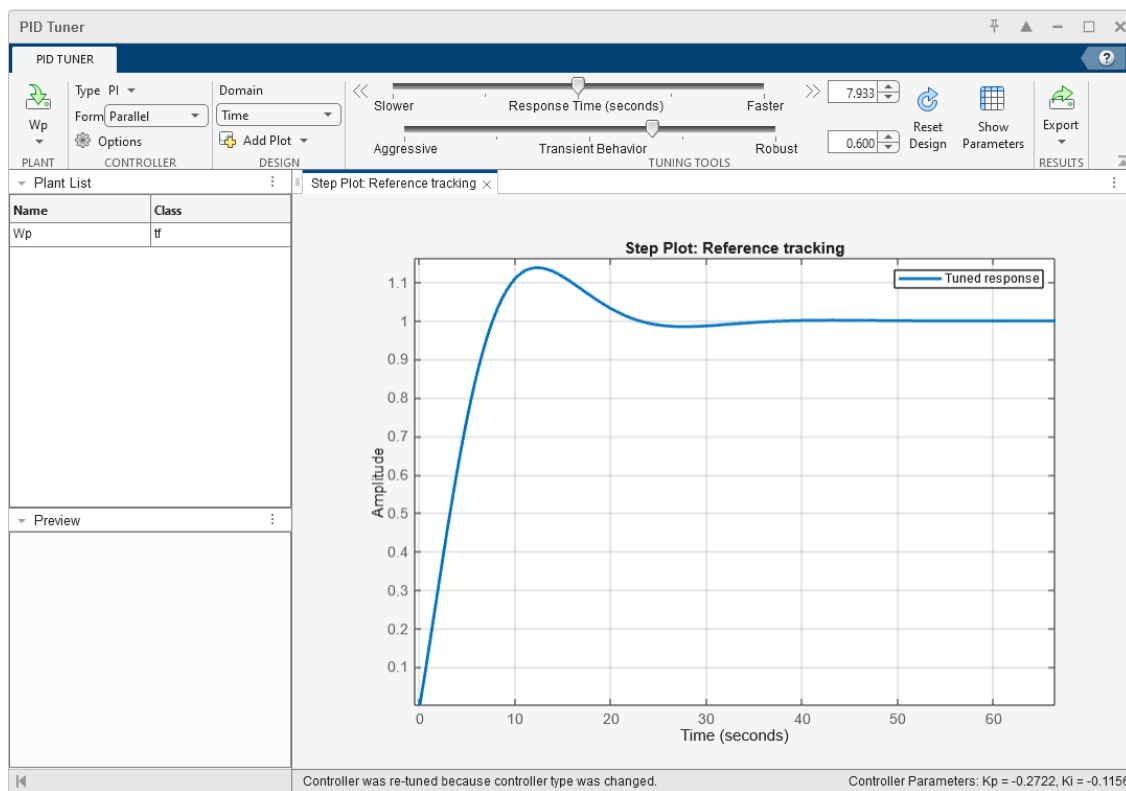 PID Tuner
PID TUNER
?
Wp
PLANT
Type PI
Form Parallel
Options
CONTROLLER
Domain
Time
Add Plot
DESIGN
Slower Response Time (seconds) Faster
7.933
Aggressive Transient Behavior Robust
0.600
TUNING TOOLS
Reset
Design
Show
Parameters
Export
RESULTS
Plant List
Name Class
Wp tf
Preview
Step Plot: Reference tracking
Step Plot: Reference tracking
Tuned response
Amplitude
1.1
1
0.9
0.8
0.7
0.6
0.5
0.4
0.3
0.2
0.1
0 10 20 30 40 50 60
Time (seconds)
Controller was re-tuned because controller type was changed.
Controller Parameters: Kp = -0.2722, Ki = -0.1156